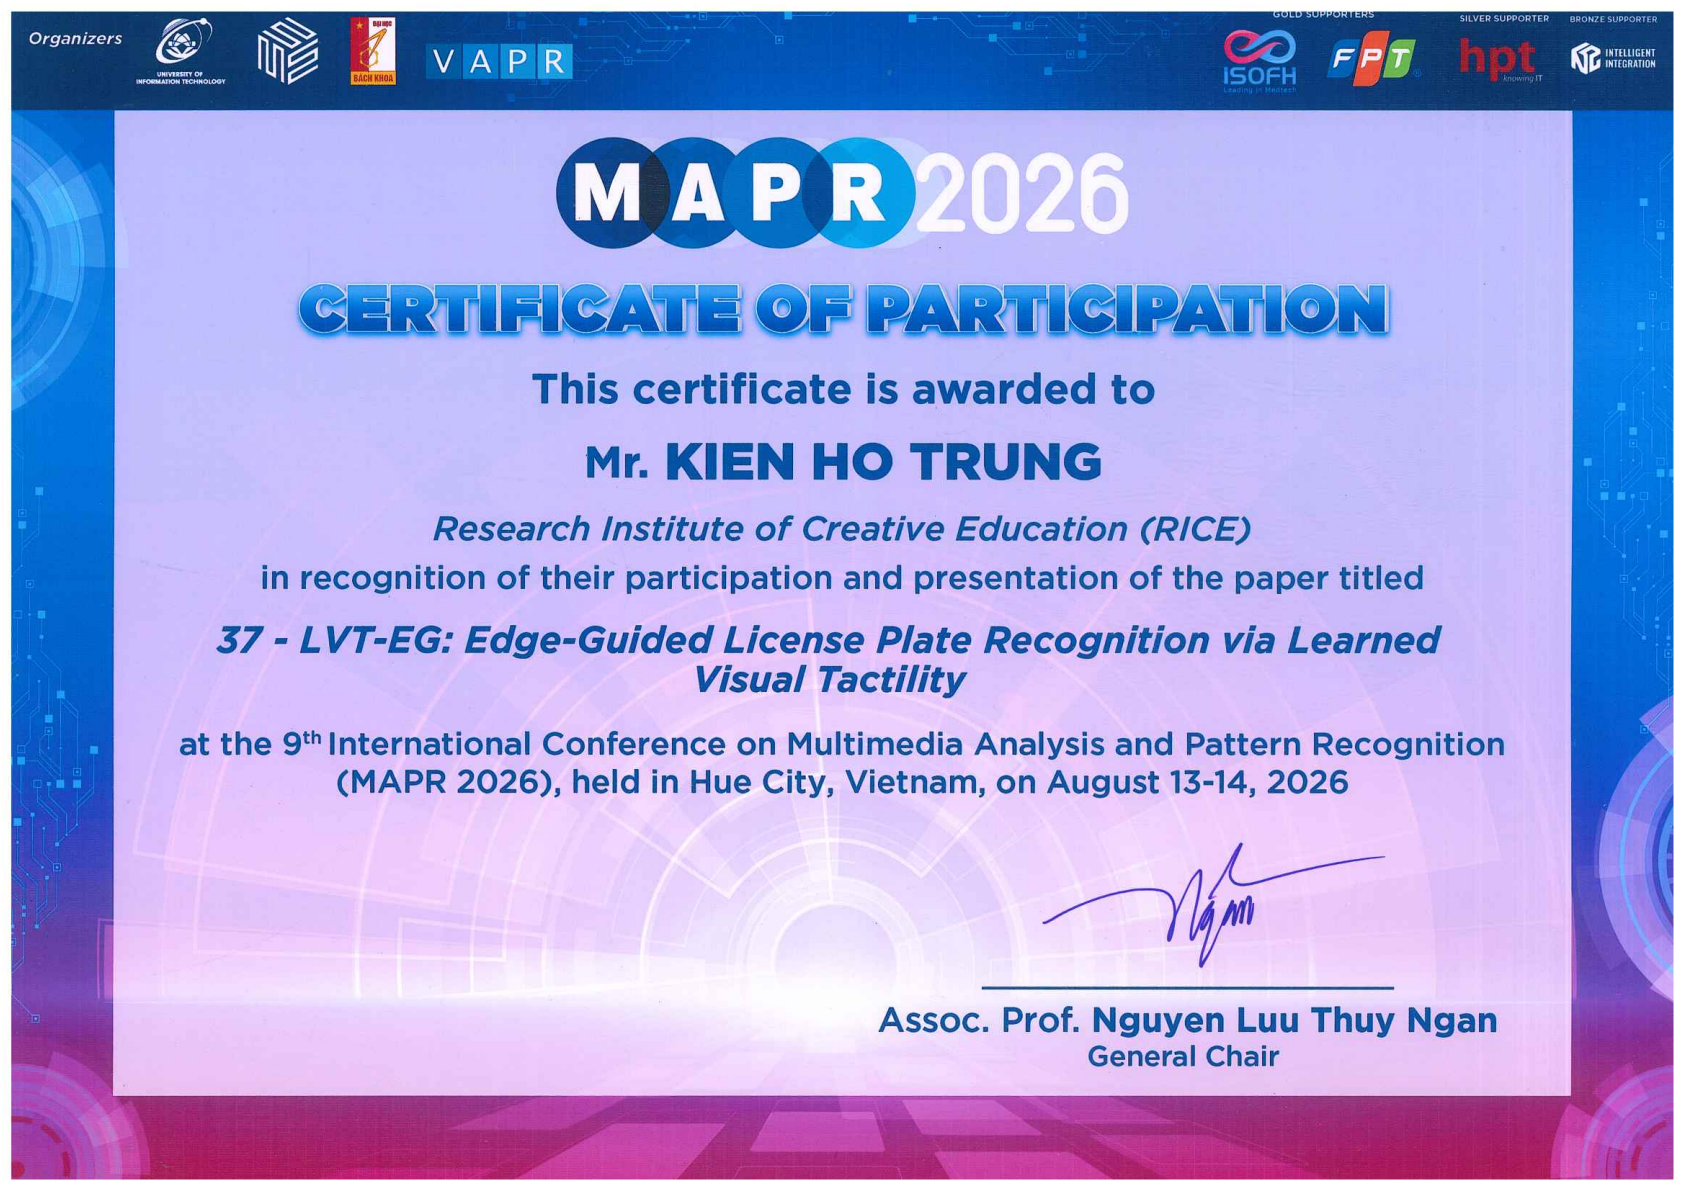 Organizers
UNIVERSITY OF
INFORMATION TECHNOLOGY
ĐẠI HỌC
BÁCH KHOA
VAPR
GOLD SUPPORTERS
ISOFH
Leading in Medtech
FPT
SILVER SUPPORTER
hpt
knowing IT
BRONZE SUPPORTER
INTELLIGENT
INTEGRATION
MAPR 2026
CERTIFICATE OF PARTICIPATION
This certificate is awarded to
Mr. KIEN HO TRUNG
Research Institute of Creative Education (RICE)
in recognition of their participation and presentation of the paper titled
37 - LVT-EG: Edge-Guided License Plate Recognition via Learned
Visual Tactility
at the 9th International Conference on Multimedia Analysis and Pattern Recognition
(MAPR 2026), held in Hue City, Vietnam, on August 13-14, 2026
Ngan
Assoc. Prof. Nguyen Luu Thuy Ngan
General Chair